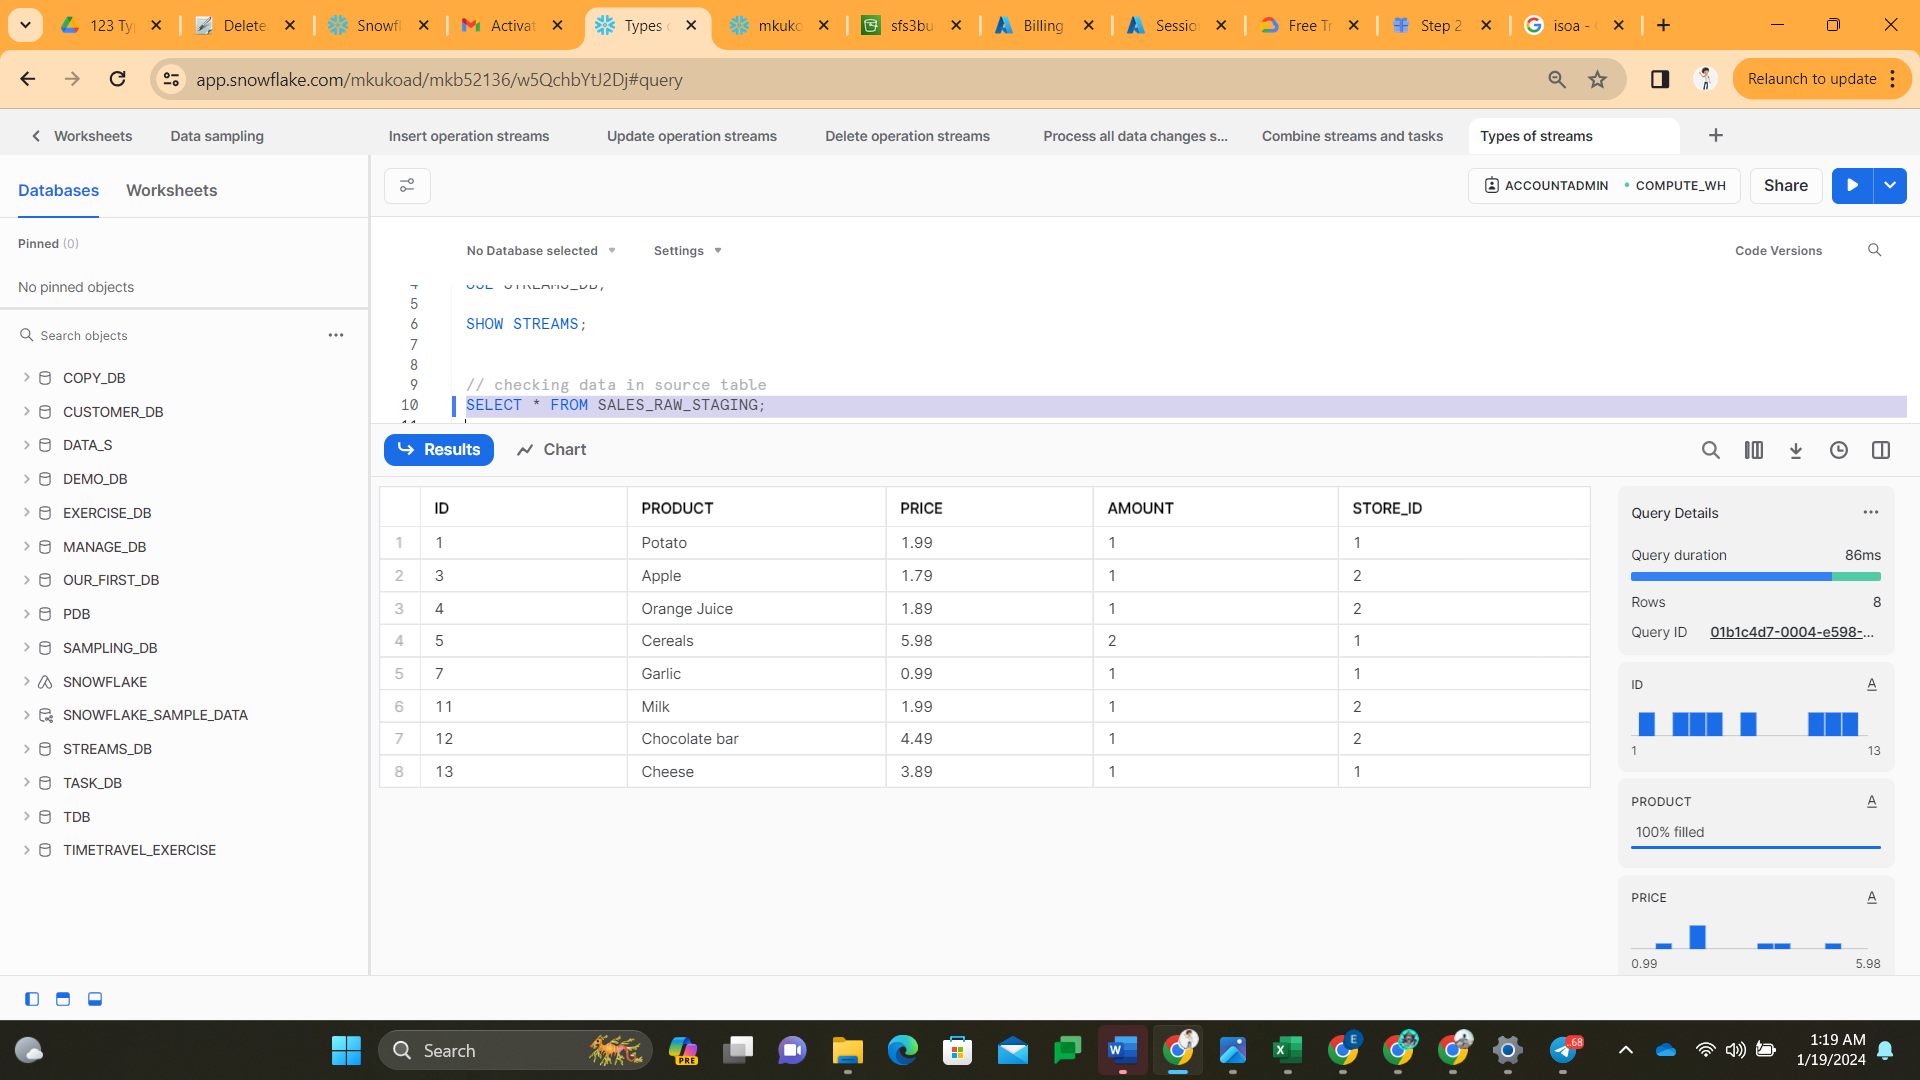 123 Ty
Delete
Snowfl
Activat
Types o
mkuko
sfs3bu
Billing
Sessio
Free Tr
Step 2
isoa -
app.snowflake.com/mkukoad/mkb52136/w5QchbYtJ2Dj#query
Relaunch to update
Worksheets
Data sampling
Insert operation streams
Update operation streams
Delete operation streams
Process all data changes s...
Combine streams and tasks
Types of streams
Databases
Worksheets
ACCOUNTADMIN
COMPUTE_WH
Share
Pinned (0)
No pinned objects
Search objects
COPY_DB
CUSTOMER_DB
DATA_S
DEMO_DB
EXERCISE_DB
MANAGE_DB
OUR_FIRST_DB
PDB
SAMPLING_DB
SNOWFLAKE
SNOWFLAKE_SAMPLE_DATA
STREAMS_DB
TASK_DB
TDB
TIMETRAVEL_EXERCISE
No Database selected
Settings
Code Versions
4 USE STREAMS_DB;
5
6 SHOW STREAMS;
7
8
9 // checking data in source table
10 SELECT * FROM SALES_RAW_STAGING;
11
Results
Chart
ID PRODUCT PRICE AMOUNT STORE_ID
1 1 Potato 1.99 1 1
2 3 Apple 1.79 1 2
3 4 Orange Juice 1.89 1 2
4 5 Cereals 5.98 2 1
5 7 Garlic 0.99 1 1
6 11 Milk 1.99 1 2
7 12 Chocolate bar 4.49 1 2
8 13 Cheese 3.89 1 1
Query Details
Query duration 86ms
Rows 8
Query ID 01b1c4d7-0004-e598-...
ID A
1 13
PRODUCT A
100% filled
PRICE A
0.99 5.98
Search
PRE
W
X
E
.68
1:19 AM
1/19/2024